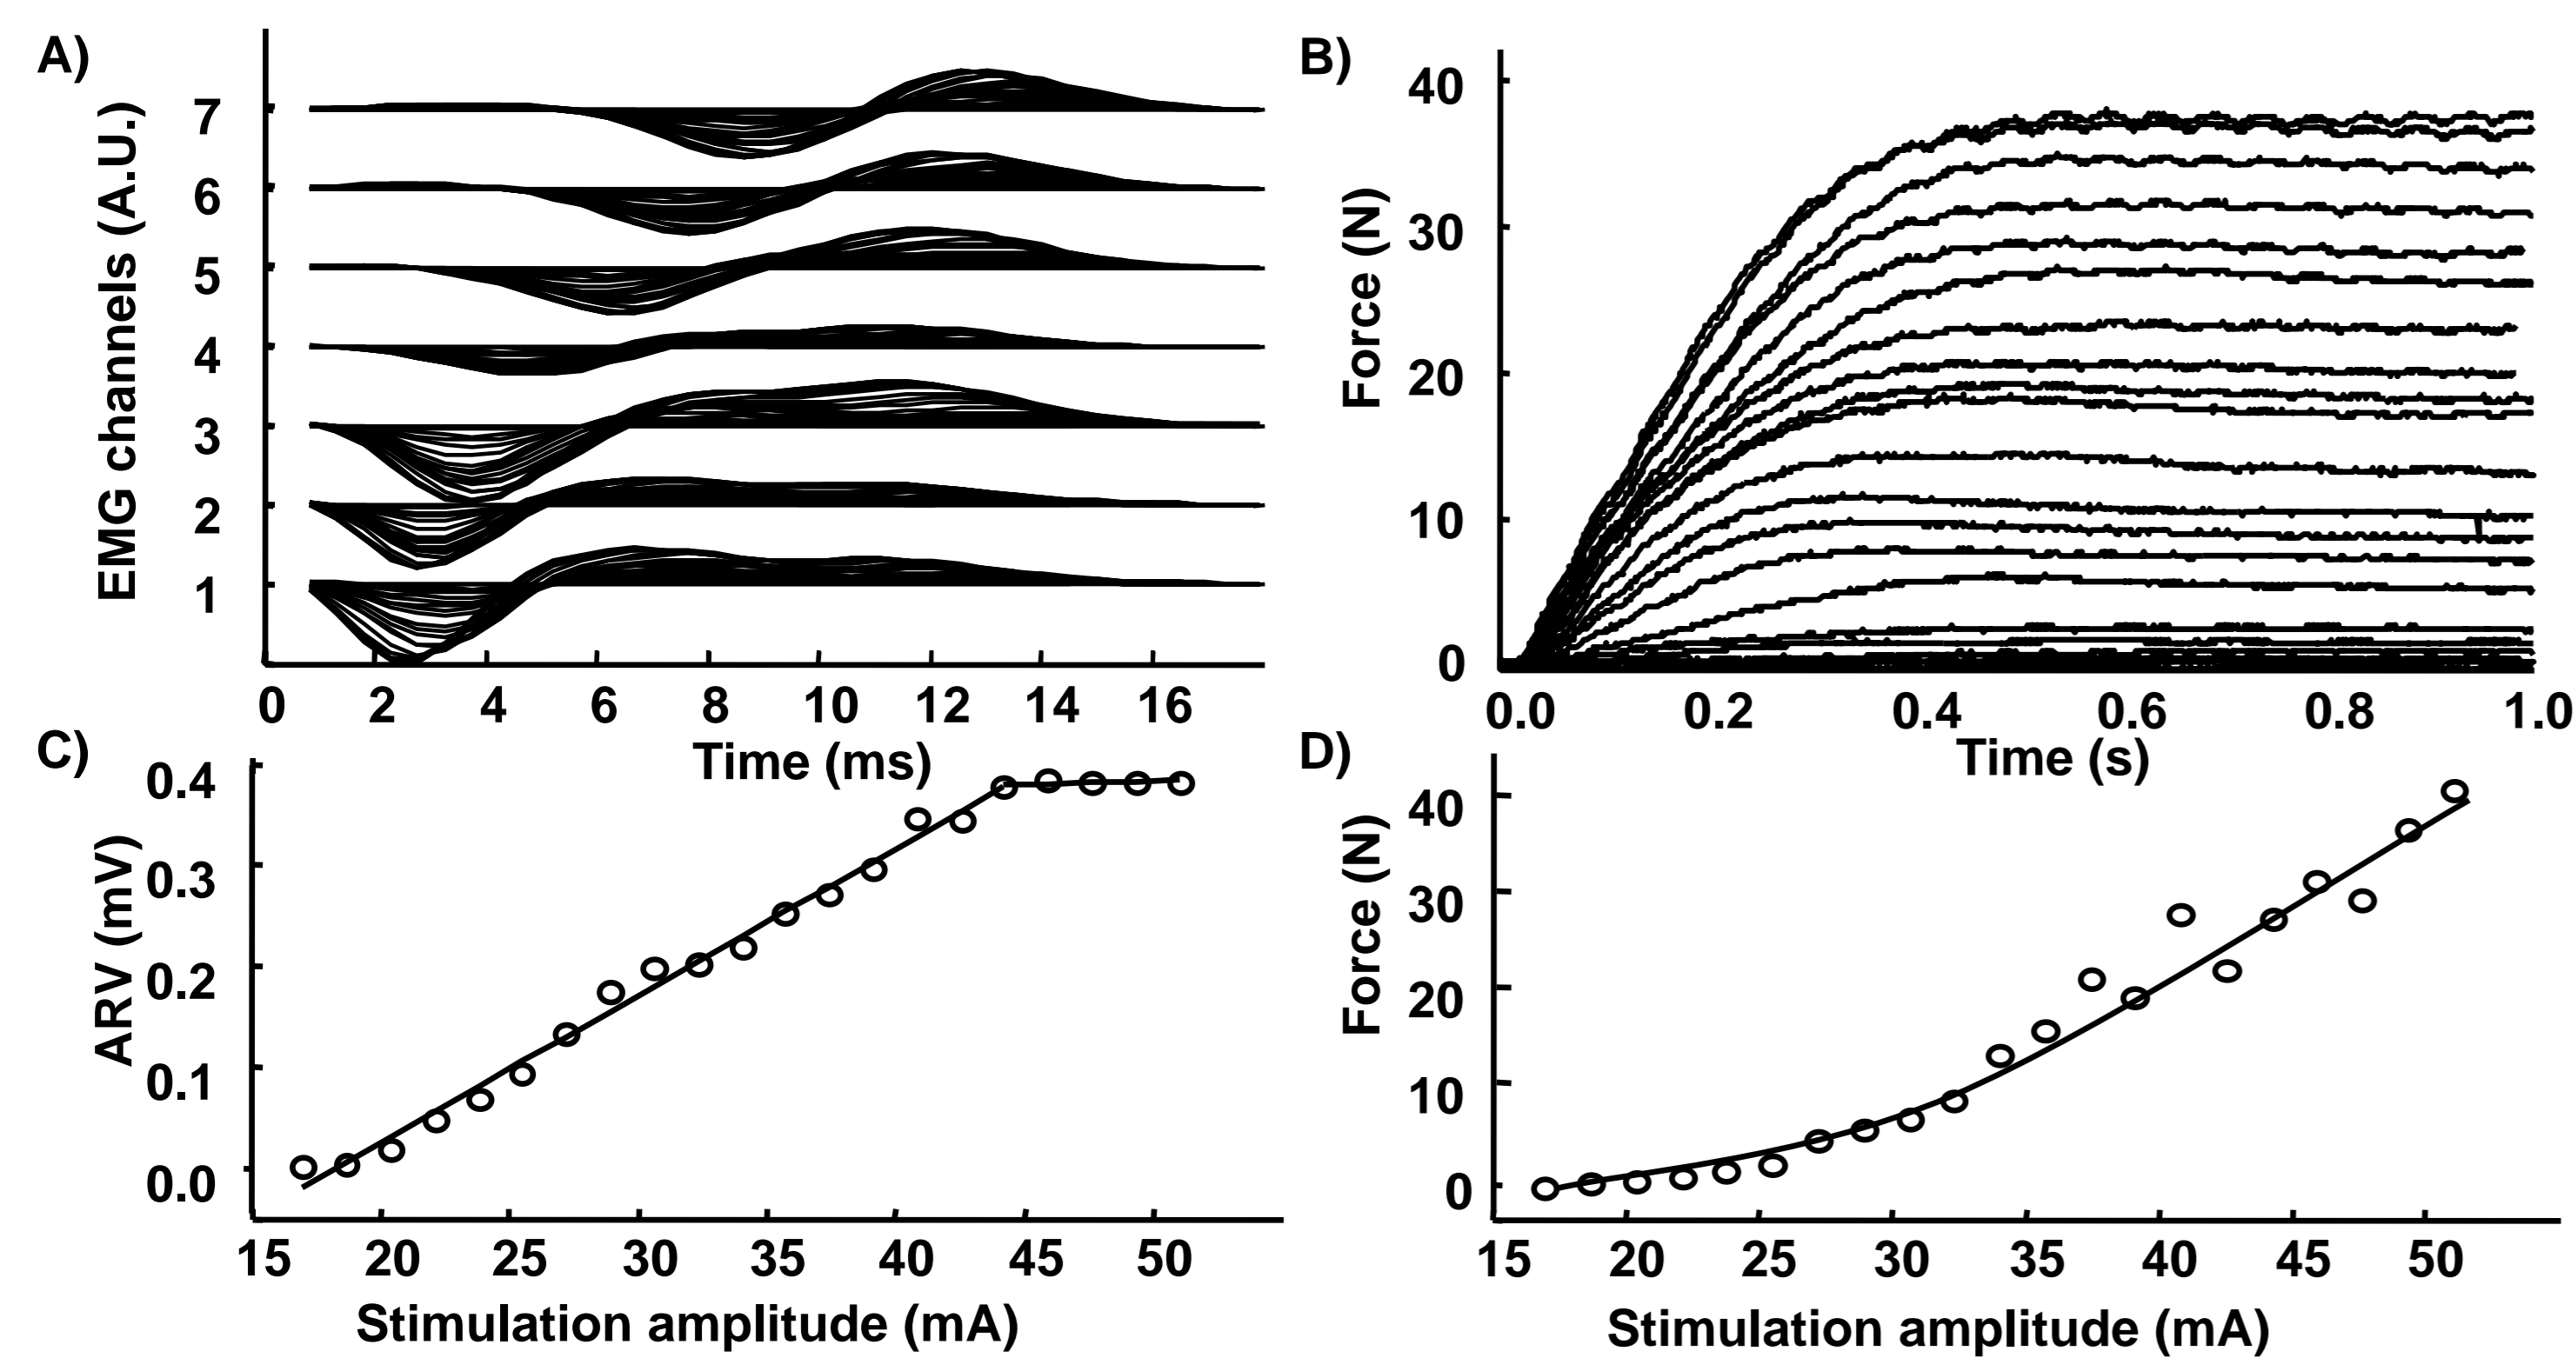 A)
EMG channels (A.U.)
7
6
5
4
3
2
1
0 2 4 6 8 10 12 14 16
Time (ms)
B)
Force (N)
40
30
20
10
0
0.0 0.2 0.4 0.6 0.8 1.0
Time (s)
C)
ARV (mV)
0.4
0.3
0.2
0.1
0.0
15 20 25 30 35 40 45 50
Stimulation amplitude (mA)
D)
Force (N)
40
30
20
10
0
15 20 25 30 35 40 45 50
Stimulation amplitude (mA)